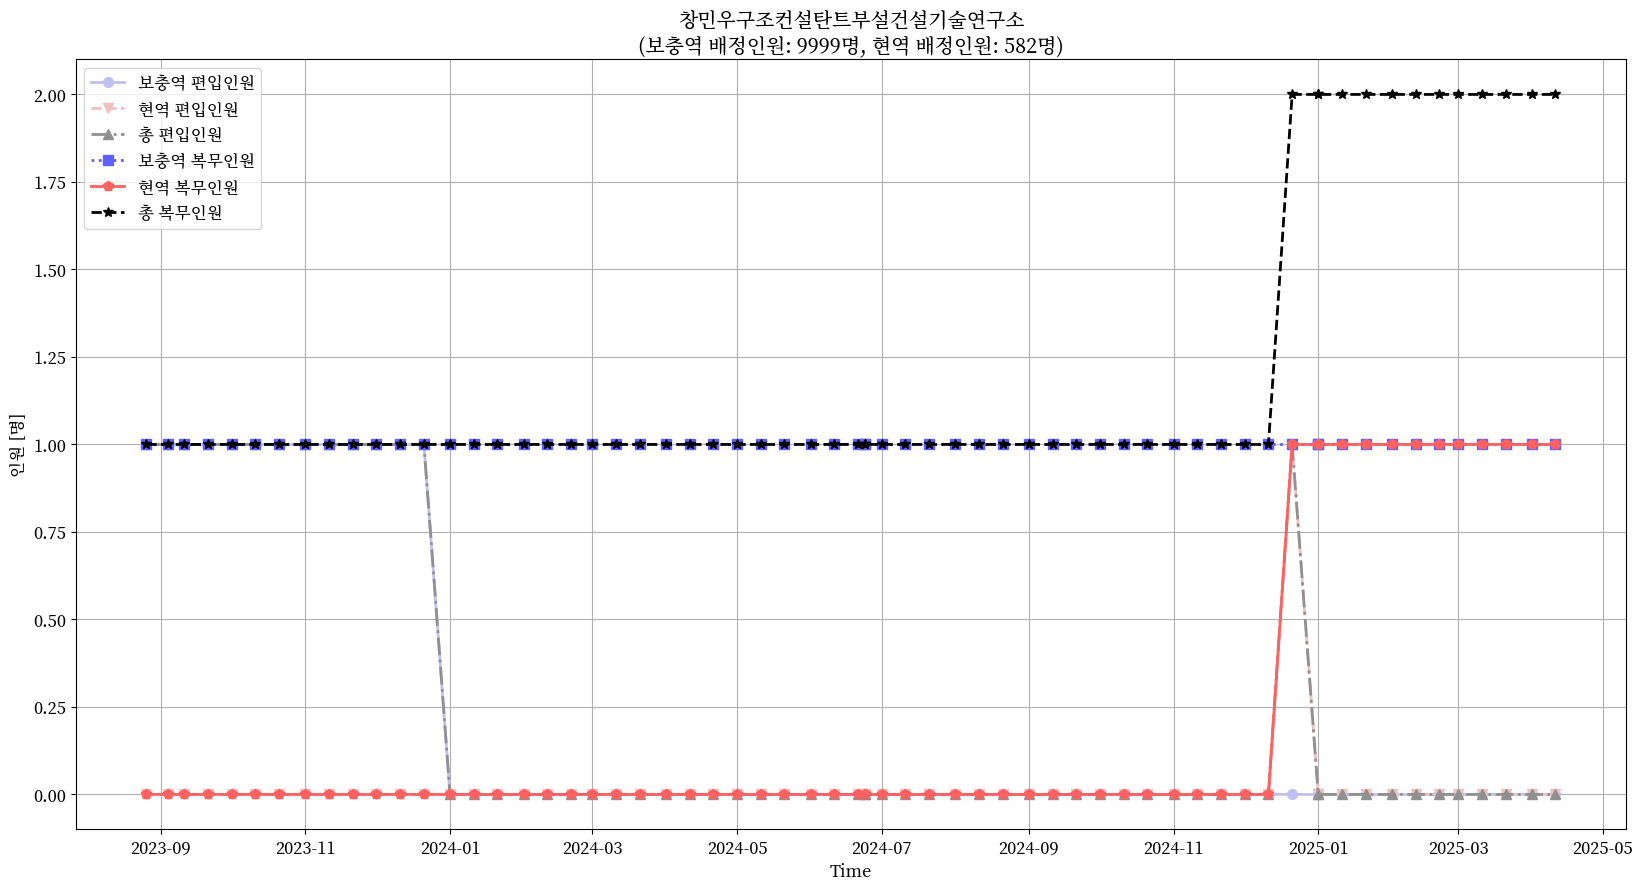 창민우구조컨설탄트부설건설기술연구소
(보충역 배정인원: 9999명, 현역 배정인원: 582명)
보충역 편입인원
현역 편입인원
총 편입인원
보충역 복무인원
현역 복무인원
총 복무인원
2.00
1.75
1.50
1.25
1.00
0.75
0.50
0.25
0.00
인원 [명]
2023-09 2023-11 2024-01 2024-03 2024-05 2024-07 2024-09 2024-11 2025-01 2025-03 2025-05
Time